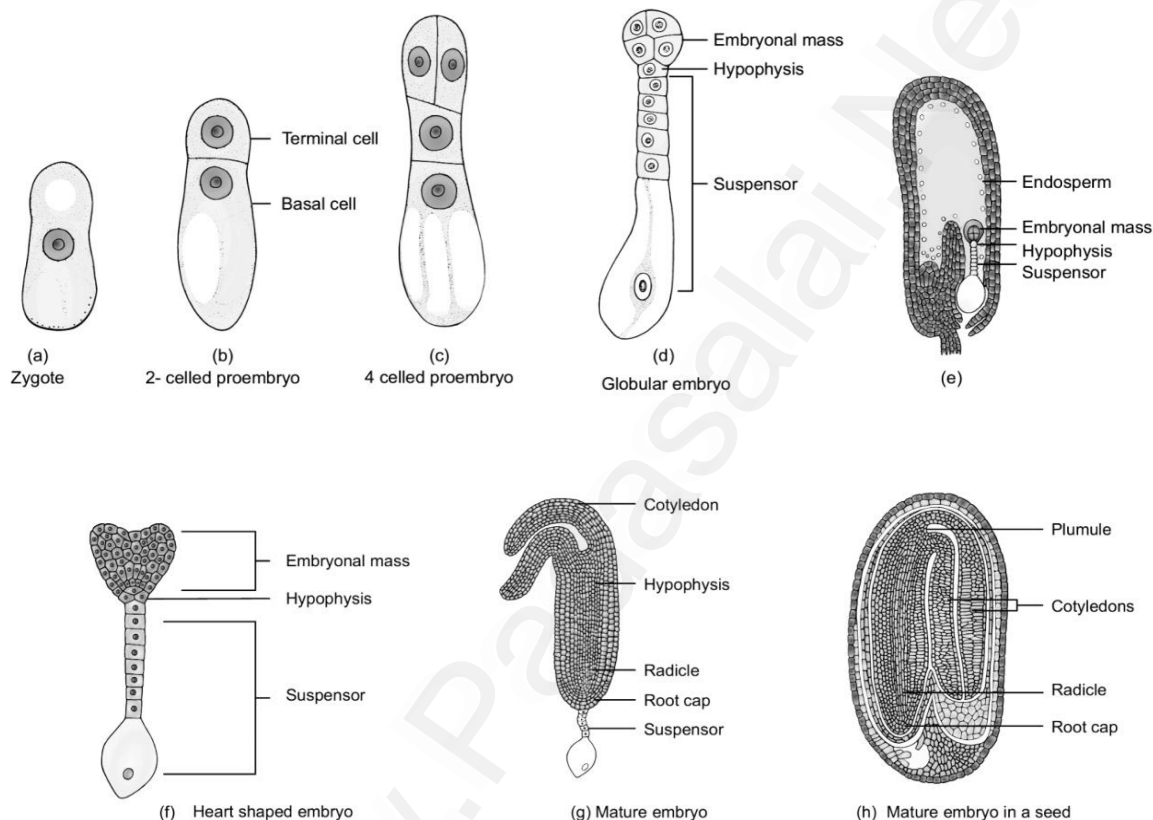 Embryonal mass
Hypophysis
Terminal cell
Basal cell
Suspensor
Endosperm
Embryonal mass
Hypophysis
Suspensor
(a)
Zygote
(b)
2- celled proembryo
(c)
4 celled proembryo
(d)
Globular embryo
(e)
Embryonal mass
Hypophysis
Suspensor
(f) Heart shaped embryo
Cotyledon
Hypophysis
Radicle
Root cap
Suspensor
(g) Mature embryo
Plumule
Cotyledons
Radicle
Root cap
(h) Mature embryo in a seed